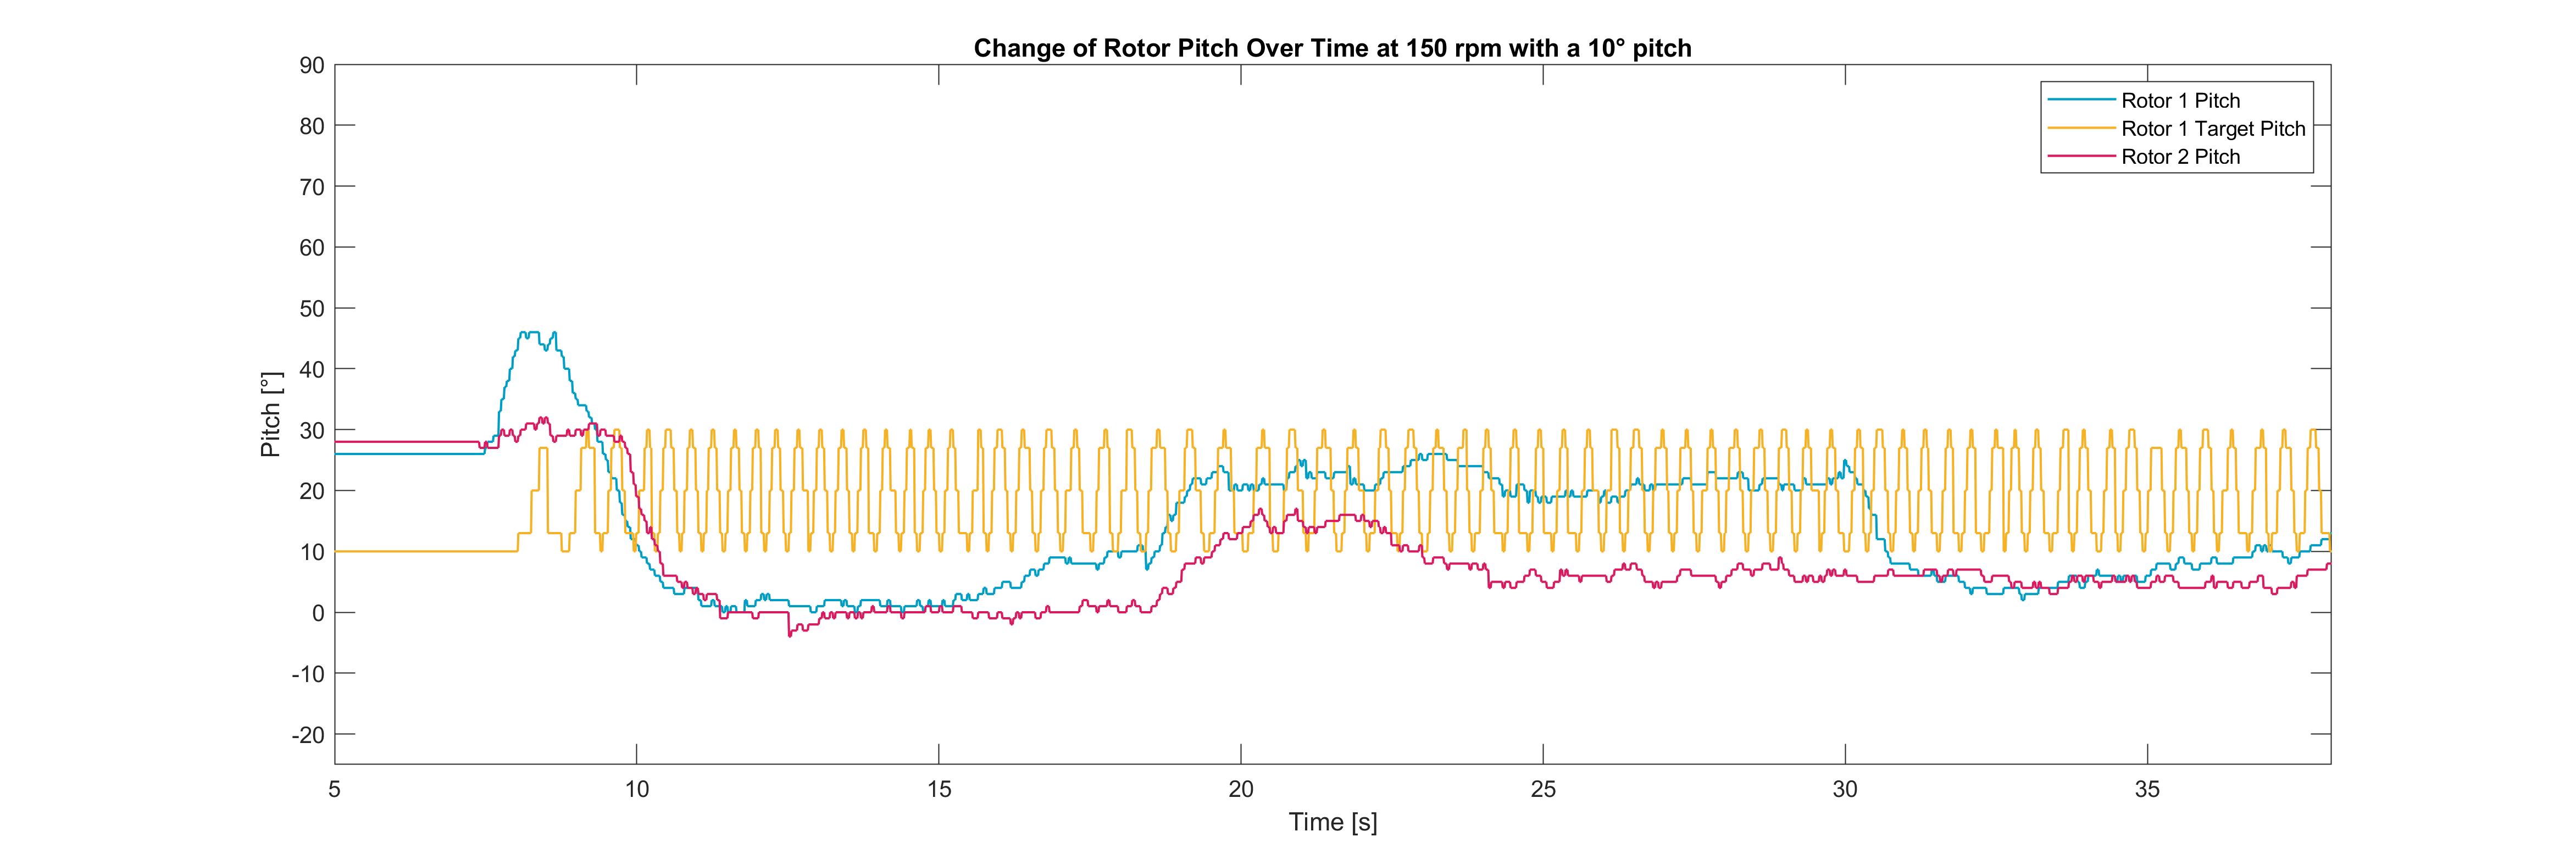 Change of Rotor Pitch Over Time at 150 rpm with a 10° pitch
90
80
70
60
50
40
30
20
10
0
-10
-20
Pitch [°]
Rotor 1 Pitch
Rotor 1 Target Pitch
Rotor 2 Pitch
5 10 15 20 25 30 35
Time [s]